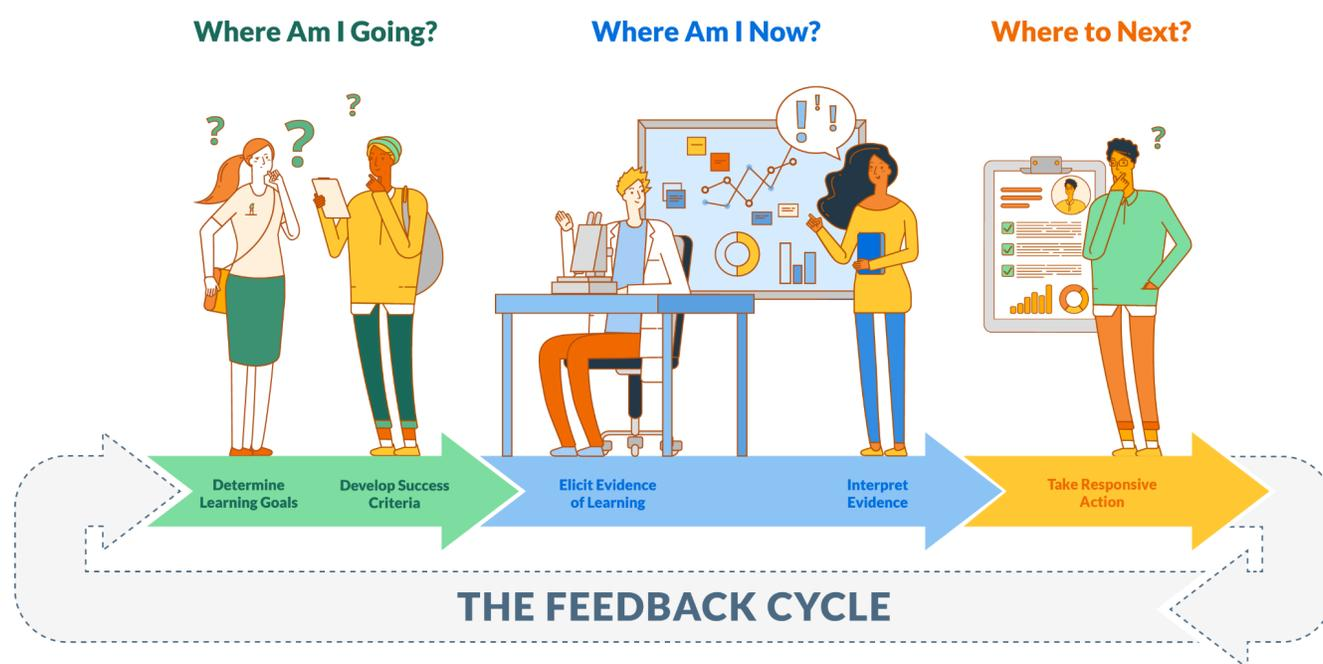 Where Am I Going?
Where Am I Now?
Where to Next?
? ? ?
! ! !
?
Determine
Learning Goals
Develop Success
Criteria
Elicit Evidence
of Learning
Interpret
Evidence
Take Responsive
Action
THE FEEDBACK CYCLE